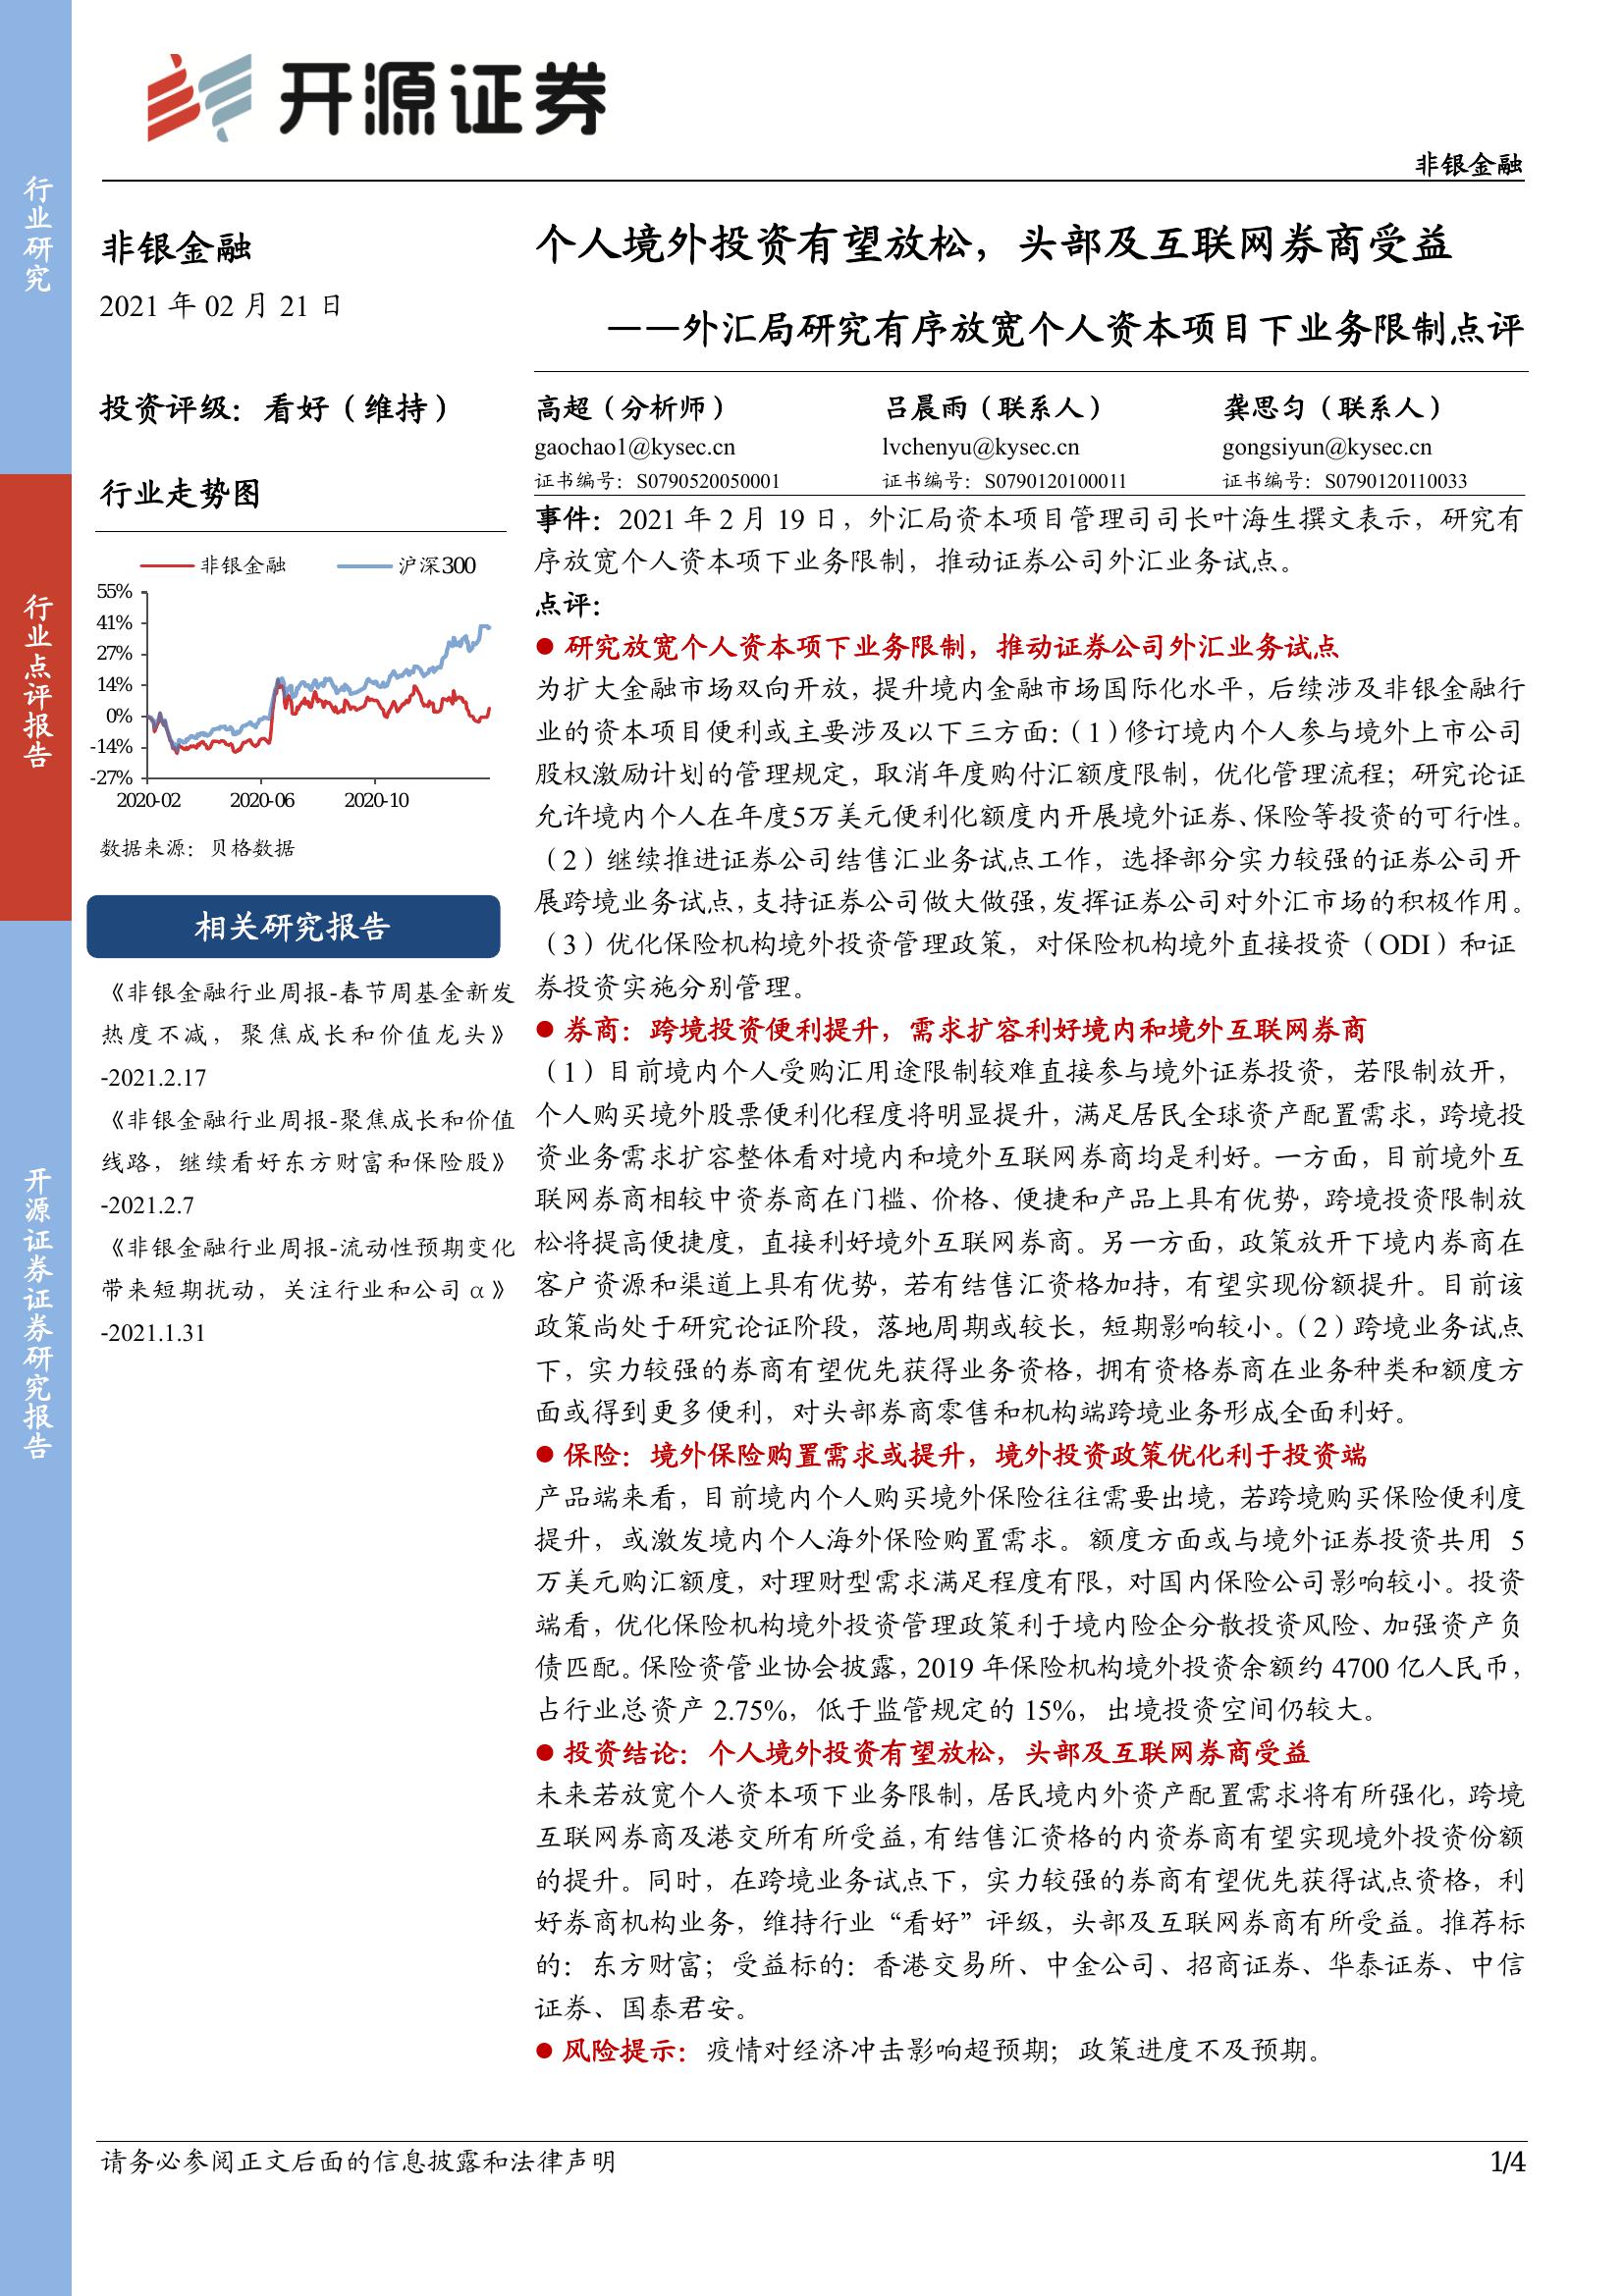 开源证券
非银金融
行业研究
行业点评报告
开源证券证券研究报告
非银金融
2021 年 02 月 21 日
投资评级：看好（维持）
行业走势图
非银金融 沪深300
55%
41%
27%
14%
0%
-14%
-27%
2020-02 2020-06 2020-10
数据来源：贝格数据
相关研究报告
《非银金融行业周报-春节周基金新发
热度不减，聚焦成长和价值龙头》
-2021.2.17
《非银金融行业周报-聚焦成长和价值
线路，继续看好东方财富和保险股》
-2021.2.7
《非银金融行业周报-流动性预期变化
带来短期扰动，关注行业和公司 α》
-2021.1.31
个人境外投资有望放松，头部及互联网券商受益
——外汇局研究有序放宽个人资本项目下业务限制点评
高超（分析师） 吕晨雨（联系人） 龚思匀（联系人）
gaochao1@kysec.cn lvchenyu@kysec.cn gongsiyun@kysec.cn
证书编号：S0790520050001 证书编号：S0790120100011 证书编号：S0790120110033
事件：2021 年 2 月 19 日，外汇局资本项目管理司司长叶海生撰文表示，研究有
序放宽个人资本项下业务限制，推动证券公司外汇业务试点。
点评：
● 研究放宽个人资本项下业务限制，推动证券公司外汇业务试点
为扩大金融市场双向开放，提升境内金融市场国际化水平，后续涉及非银金融行
业的资本项目便利或主要涉及以下三方面：（1）修订境内个人参与境外上市公司
股权激励计划的管理规定，取消年度购付汇额度限制，优化管理流程；研究论证
允许境内个人在年度5万美元便利化额度内开展境外证券、保险等投资的可行性。
（2）继续推进证券公司结售汇业务试点工作，选择部分实力较强的证券公司开
展跨境业务试点，支持证券公司做大做强，发挥证券公司对外汇市场的积极作用。
（3）优化保险机构境外投资管理政策，对保险机构境外直接投资（ODI）和证
券投资实施分别管理。
● 券商：跨境投资便利提升，需求扩容利好境内和境外互联网券商
（1）目前境内个人受购汇用途限制较难直接参与境外证券投资，若限制放开，
个人购买境外股票便利化程度将明显提升，满足居民全球资产配置需求，跨境投
资业务需求扩容整体看对境内和境外互联网券商均是利好。一方面，目前境外互
联网券商相较中资券商在门槛、价格、便捷和产品上具有优势，跨境投资限制放
松将提高便捷度，直接利好境外互联网券商。另一方面，政策放开下境内券商在
客户资源和渠道上具有优势，若有结售汇资格加持，有望实现份额提升。目前该
政策尚处于研究论证阶段，落地周期或较长，短期影响较小。（2）跨境业务试点
下，实力较强的券商有望优先获得业务资格，拥有资格券商在业务种类和额度方
面或得到更多便利，对头部券商零售和机构端跨境业务形成全面利好。
● 保险：境外保险购置需求或提升，境外投资政策优化利于投资端
产品端来看，目前境内个人购买境外保险往往需要出境，若跨境购买保险便利度
提升，或激发境内个人海外保险购置需求。额度方面或与境外证券投资共用 5
万美元购汇额度，对理财型需求满足程度有限，对国内保险公司影响较小。投资
端看，优化保险机构境外投资管理政策利于境内险企分散投资风险、加强资产负
债匹配。保险资管业协会披露，2019 年保险机构境外投资余额约 4700 亿人民币，
占行业总资产 2.75%，低于监管规定的 15%，出境投资空间仍较大。
● 投资结论：个人境外投资有望放松，头部及互联网券商受益
未来若放宽个人资本项下业务限制，居民境内外资产配置需求将有所强化，跨境
互联网券商及港交所有所受益，有结售汇资格的内资券商有望实现境外投资份额
的提升。同时，在跨境业务试点下，实力较强的券商有望优先获得试点资格，利
好券商机构业务，维持行业“看好”评级，头部及互联网券商有所受益。推荐标
的：东方财富；受益标的：香港交易所、中金公司、招商证券、华泰证券、中信
证券、国泰君安。
● 风险提示：疫情对经济冲击影响超预期；政策进度不及预期。
请务必参阅正文后面的信息披露和法律声明
1/4